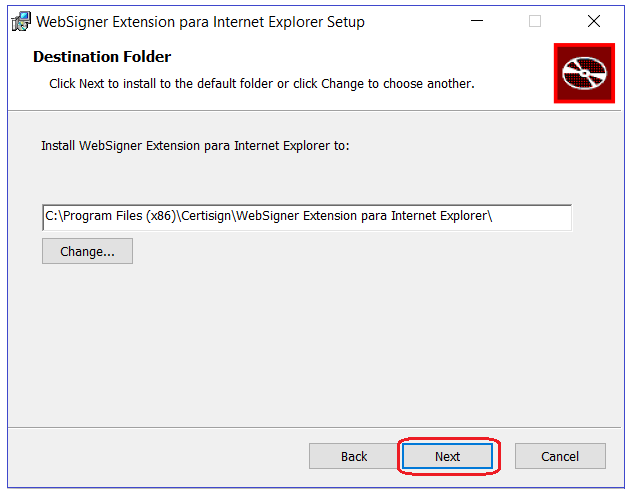 WebSigner Extension para Internet Explorer Setup
Destination Folder
Click Next to install to the default folder or click Change to choose another.
Install WebSigner Extension para Internet Explorer to:
C:\Program Files (x86)\Certisign\WebSigner Extension para Internet Explorer\
Change...
Back Next Cancel